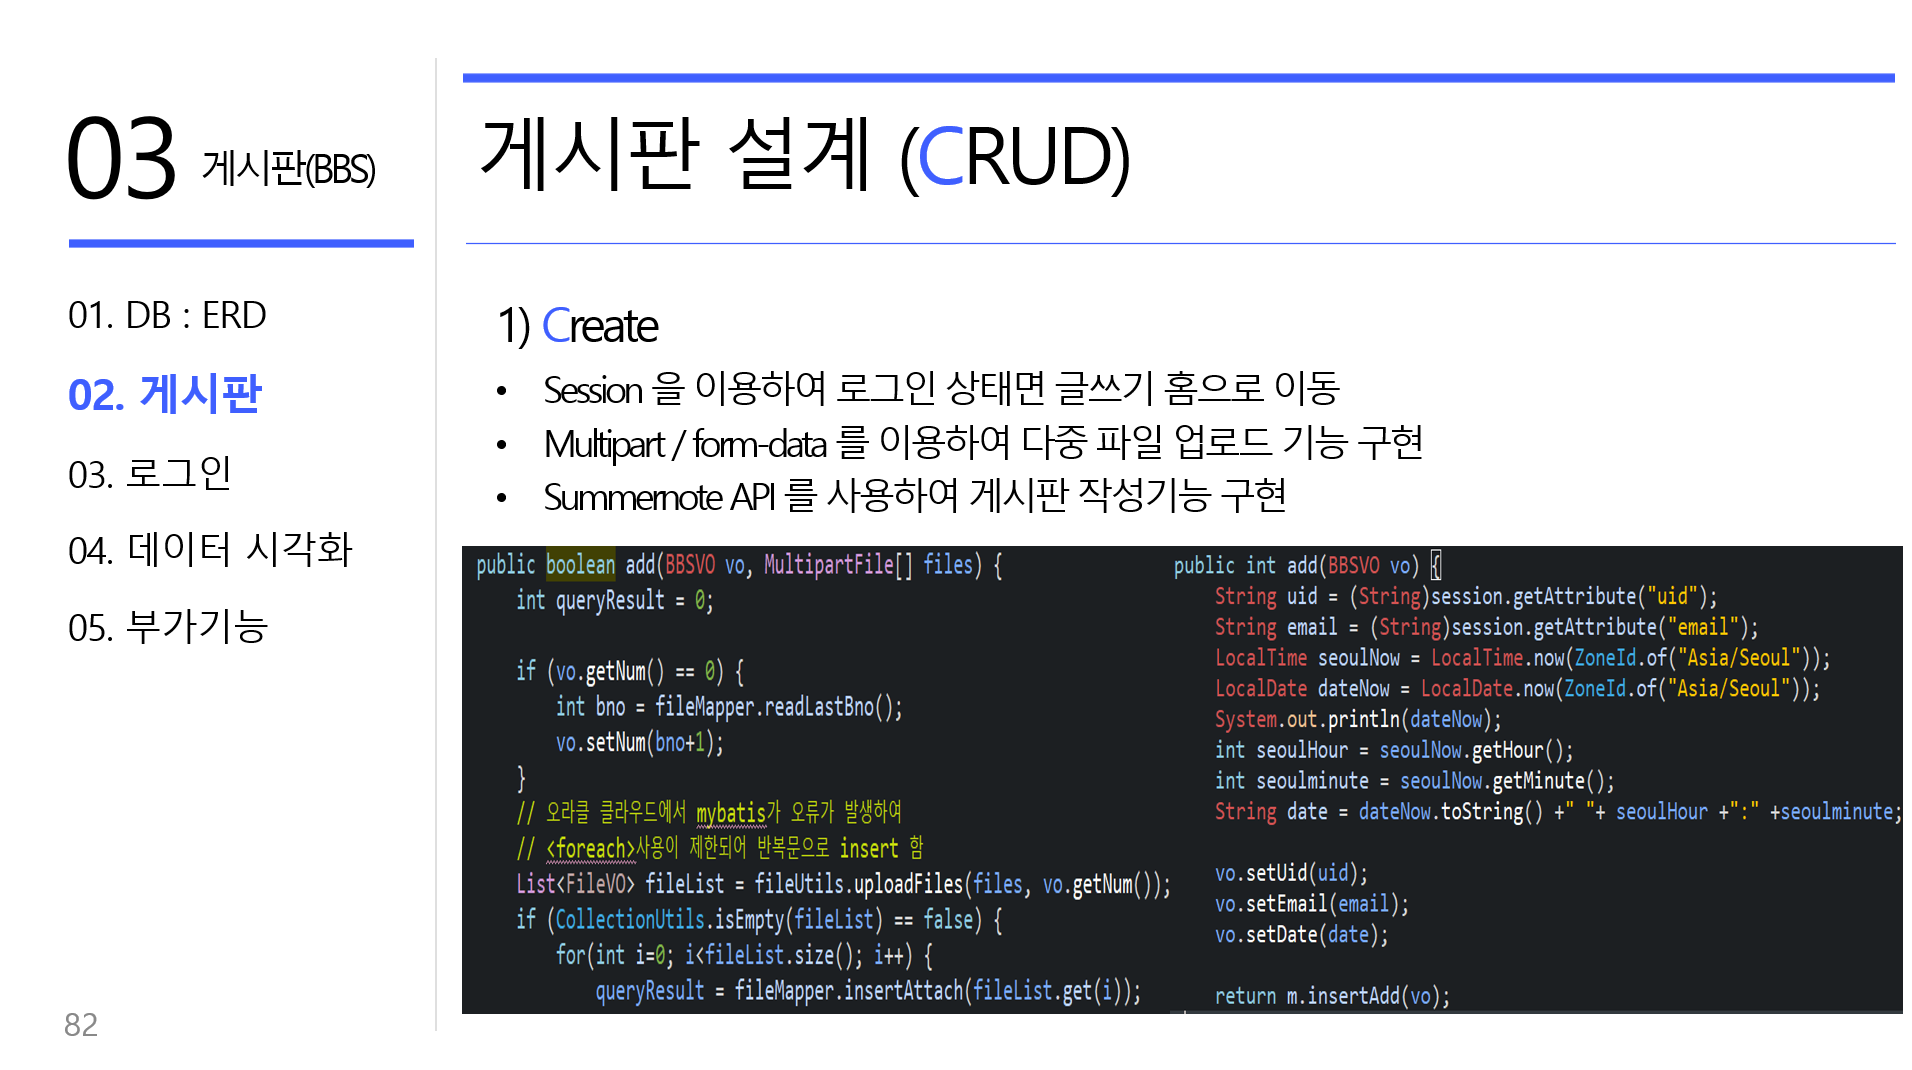 03 게시판(BBS)
01. DB : ERD
02. 게시판
03. 로그인
04. 데이터 시각화
05. 부가기능
82
게시판 설계 (CRUD)
1) Create
• Session 을 이용하여 로그인 상태면 글쓰기 홈으로 이동
• Multipart / form-data 를 이용하여 다중 파일 업로드 기능 구현
• Summernote API 를 사용하여 게시판 작성기능 구현
public boolean add(BBSVO vo, MultipartFile[] files) {
int queryResult = 0;
if (vo.getNum() == 0) {
int bno = fileMapper.readLastBno();
vo.setNum(bno+1);
}
// 오라클 클라우드에서 mybatis가 오류가 발생하여
// <foreach>사용이 제한되어 반복문으로 insert 함
List<FileVO> fileList = fileUtils.uploadFiles(files, vo.getNum());
if (CollectionUtils.isEmpty(fileList) == false) {
for(int i=0; i<fileList.size(); i++) {
queryResult = fileMapper.insertAttach(fileList.get(i));
public int add(BBSVO vo) {
String uid = (String)session.getAttribute("uid");
String email = (String)session.getAttribute("email");
LocalTime seoulNow = LocalTime.now(ZoneId.of("Asia/Seoul"));
LocalDate dateNow = LocalDate.now(ZoneId.of("Asia/Seoul"));
System.out.println(dateNow);
int seoulHour = seoulNow.getHour();
int seoulminute = seoulNow.getMinute();
String date = dateNow.toString() +" "+ seoulHour +":" +seoulminute;
vo.setUid(uid);
vo.setEmail(email);
vo.setDate(date);
return m.insertAdd(vo);